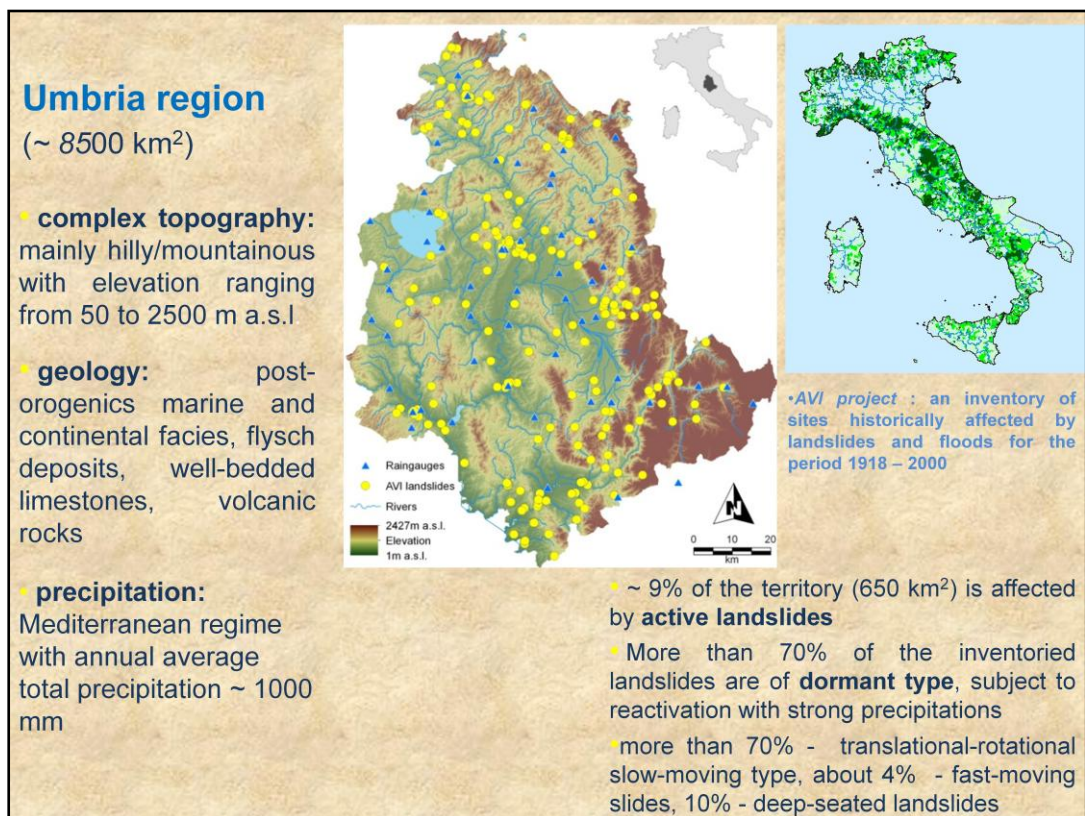 Umbria region
(~ 8500 km²)
• complex topography:
mainly hilly/mountainous
with elevation ranging
from 50 to 2500 m a.s.l
• geology: post-
orogenics marine and
continental facies, flysch
deposits, well-bedded
limestones, volcanic
rocks
• precipitation:
Mediterranean regime
with annual average
total precipitation ~ 1000
mm
Raingauges
AVI landslides
Rivers
2427m a.s.l.
Elevation
1m a.s.l.
N
0 10 20
km
•AVI project : an inventory of
sites historically affected by
landslides and floods for the
period 1918 – 2000
• ~ 9% of the territory (650 km²) is affected
by active landslides
• More than 70% of the inventoried
landslides are of dormant type, subject to
reactivation with strong precipitations
•more than 70% - translational-rotational
slow-moving type, about 4% - fast-moving
slides, 10% - deep-seated landslides